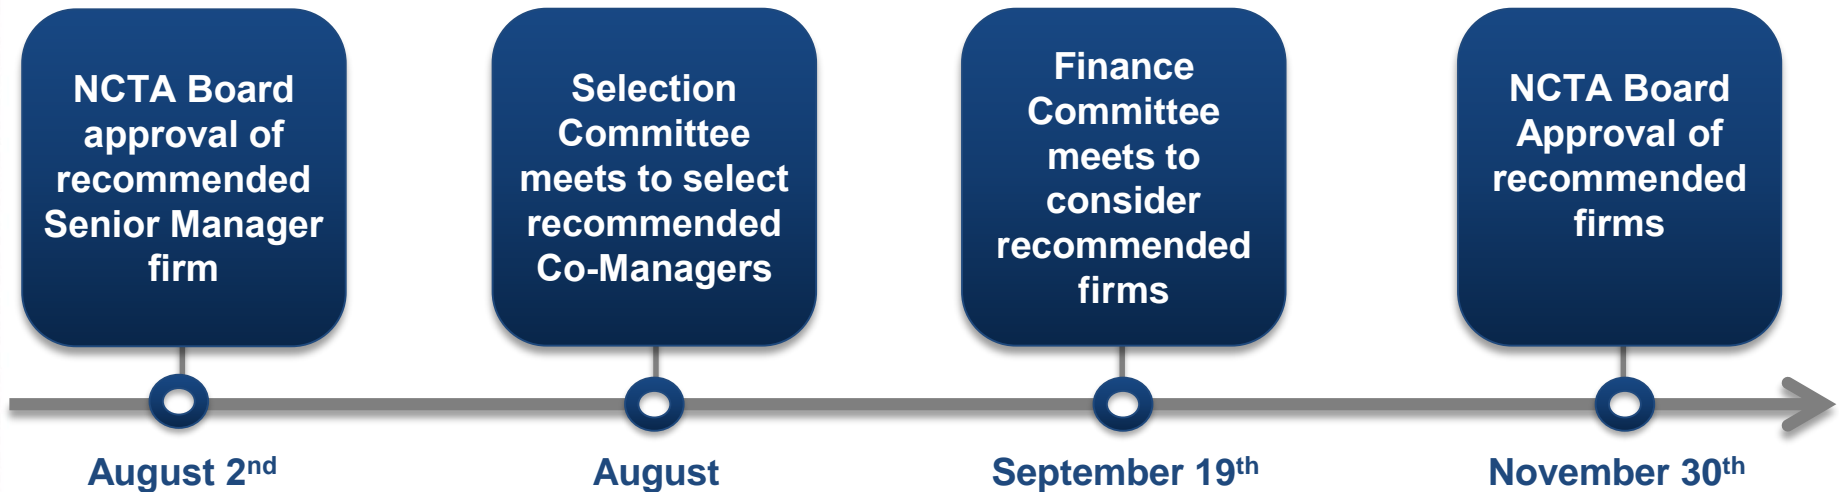 NCTA Board
approval of
recommended
Senior Manager
firm
Selection
Committee
meets to select
recommended
Co-Managers
Finance
Committee
meets to
consider
recommended
firms
NCTA Board
Approval of
recommended
firms
August 2nd
August
September 19th
November 30th